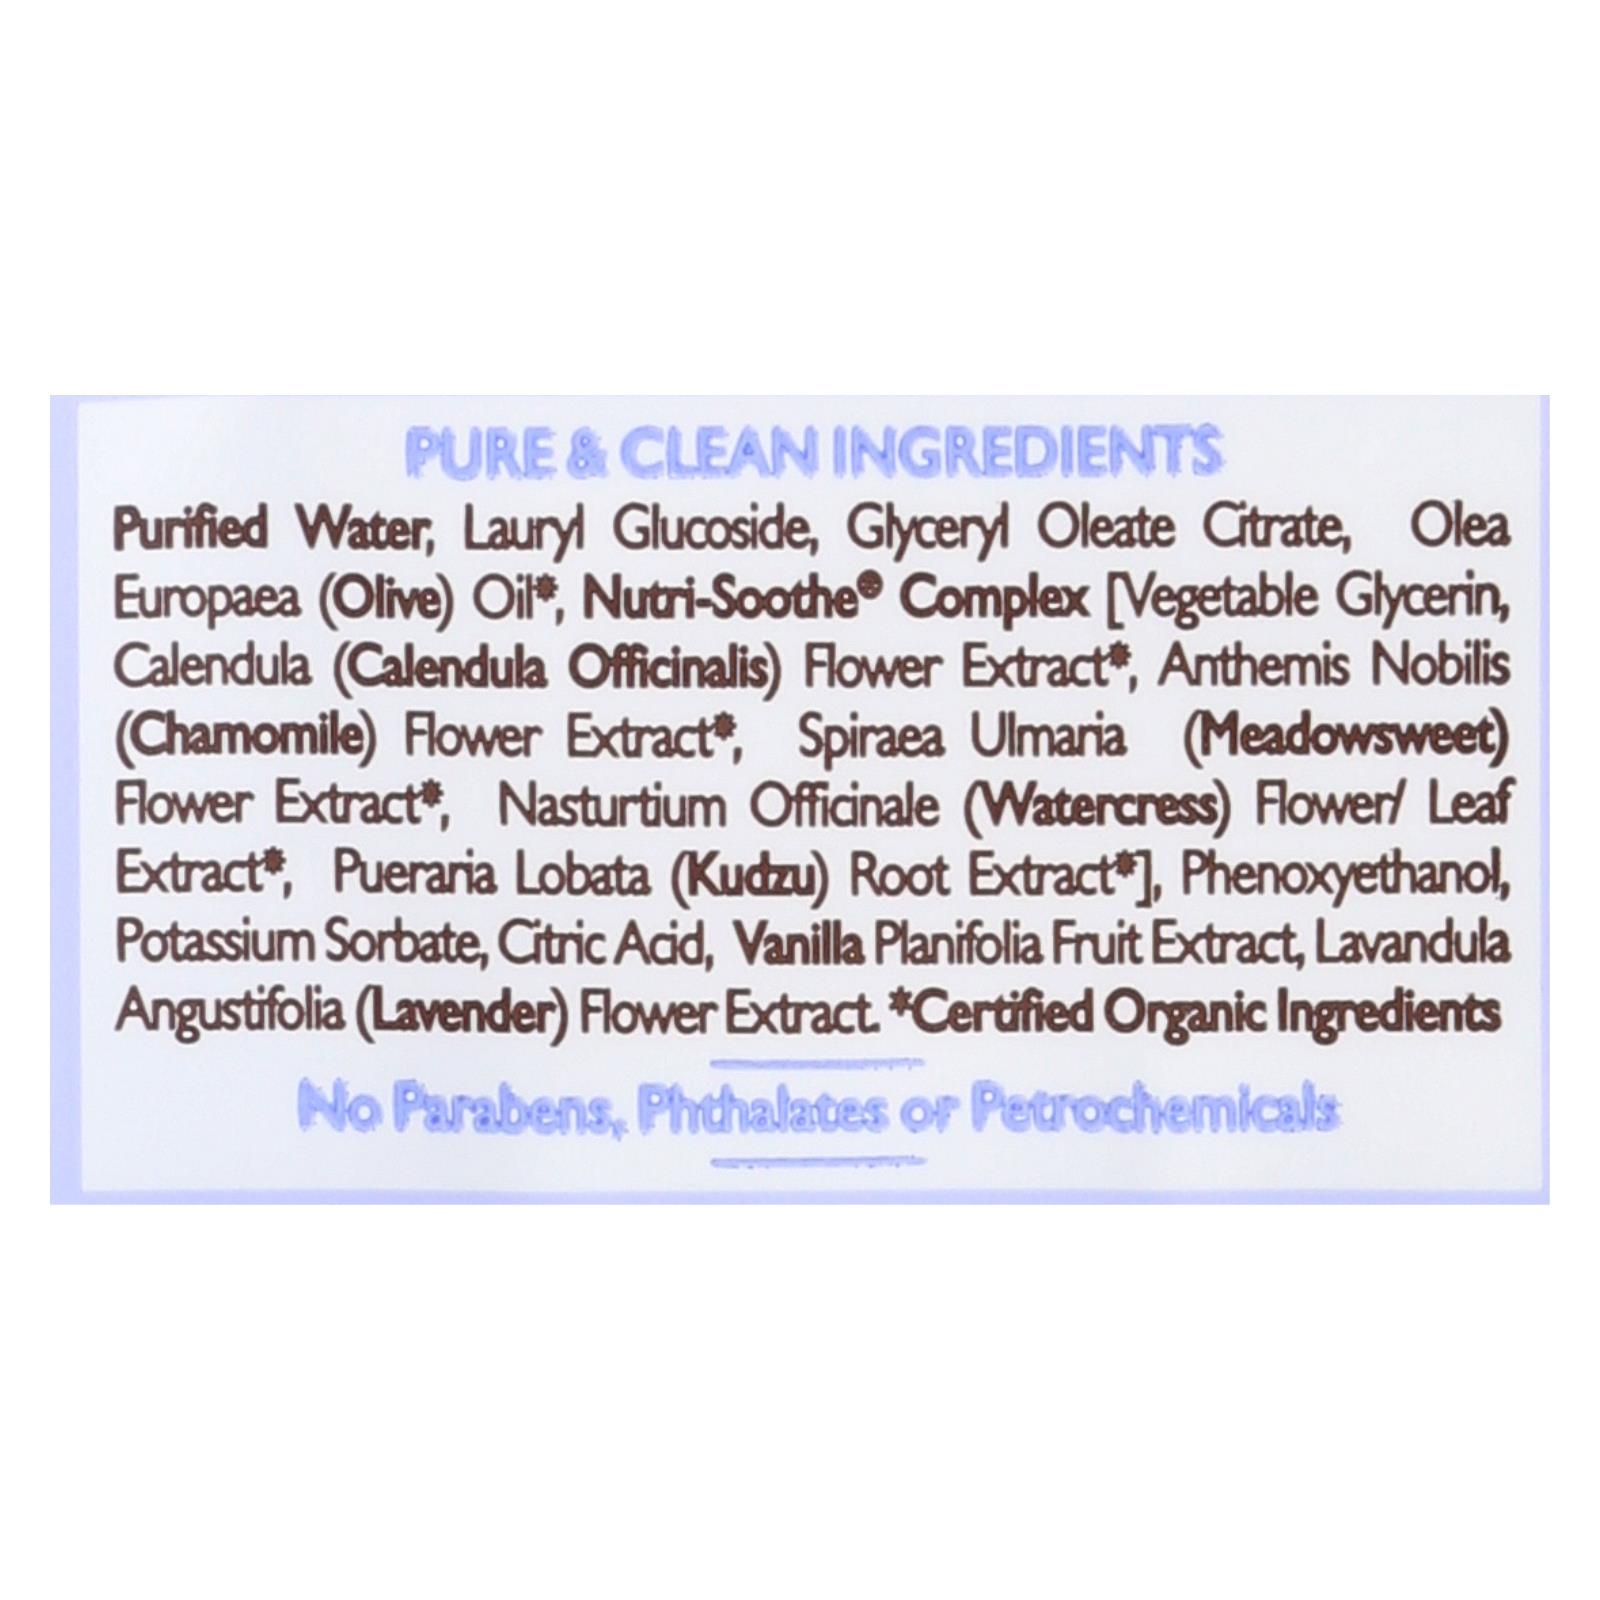 PURE & CLEAN INGREDIENTS
Purified Water, Lauryl Glucoside, Glyceryl Oleate Citrate, Olea
Europaea (Olive) Oil*, Nutri-Soothe® Complex [Vegetable Glycerin,
Calendula (Calendula Officinalis) Flower Extract*, Anthemis Nobilis
(Chamomile) Flower Extract*, Spiraea Ulmaria (Meadowsweet)
Flower Extract*, Nasturtium Officinale (Watercress) Flower/ Leaf
Extract*, Pueraria Lobata (Kudzu) Root Extract*], Phenoxyethanol,
Potassium Sorbate, Citric Acid, Vanilla Planifolia Fruit Extract, Lavandula
Angustifolia (Lavender) Flower Extract. *Certified Organic Ingredients
No Parabens, Phthalates or Petrochemicals